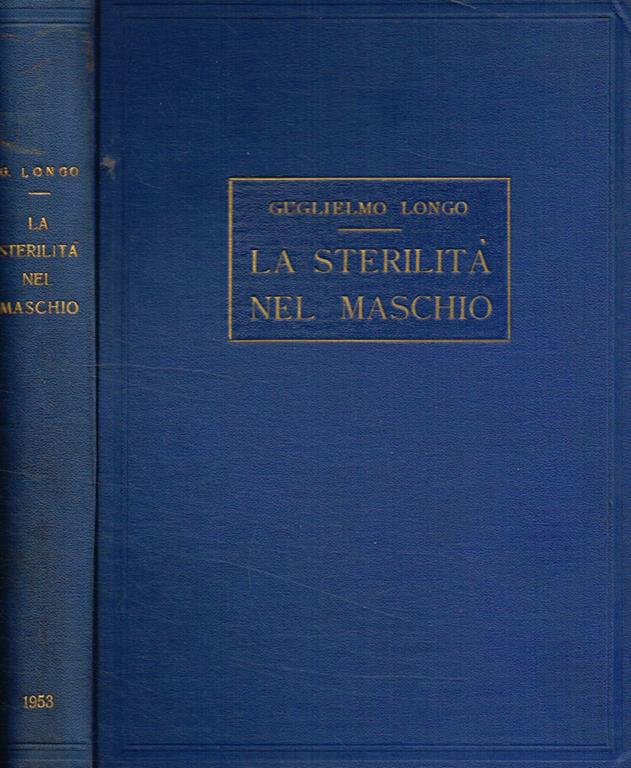 G. LONGO
LA
STERILITÀ
NEL
MASCHIO
1953
GUGLIELMO LONGO
LA STERILITÀ
NEL MASCHIO